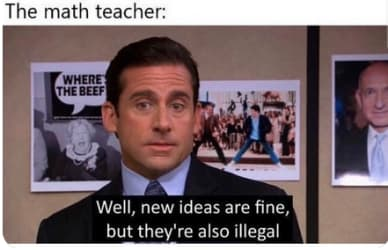 The math teacher:
WHERE'S
THE BEEF
Well, new ideas are fine,
but they're also illegal